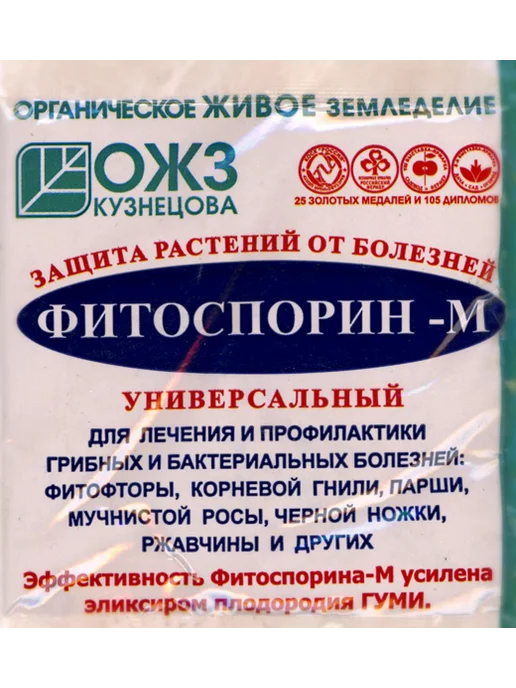 ОРГАНИЧЕСКОЕ ЖИВОЕ ЗЕМЛЕДЕЛИЕ
ОЖЗ
КУЗНЕЦОВА
25 ЗОЛОТЫХ МЕДАЛЕЙ И 105 ДИПЛОМОВ
ЗАЩИТА РАСТЕНИЙ ОТ БОЛЕЗНЕЙ
ФИТОСПОРИН -М
УНИВЕРСАЛЬНЫЙ
ДЛЯ ЛЕЧЕНИЯ И ПРОФИЛАКТИКИ
ГРИБНЫХ И БАКТЕРИАЛЬНЫХ БОЛЕЗНЕЙ:
ФИТОФТОРЫ, КОРНЕВОЙ ГНИЛИ, ПАРШИ,
МУЧНИСТОЙ РОСЫ, ЧЕРНОЙ НОЖКИ,
РЖАВЧИНЫ И ДРУГИХ
Эффективность Фитоспорина-М усилена
эликсиром плодородия ГУМИ.